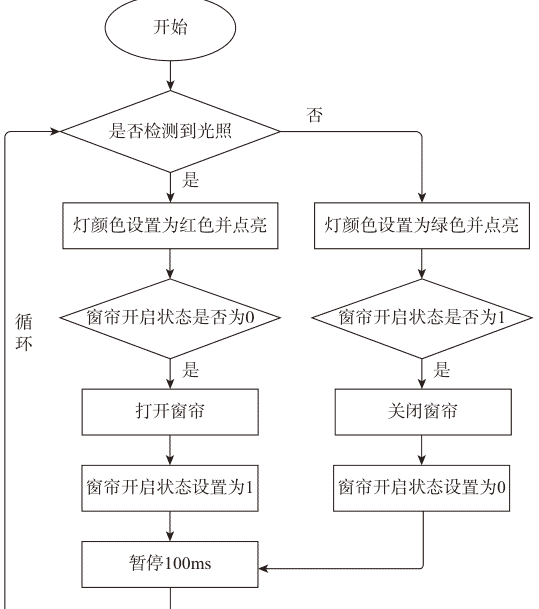 开始
是否检测到光照
否
是
灯颜色设置为红色并点亮
灯颜色设置为绿色并点亮
窗帘开启状态是否为0
窗帘开启状态是否为1
循
环
是
是
打开窗帘
关闭窗帘
窗帘开启状态设置为1
窗帘开启状态设置为0
暂停100ms